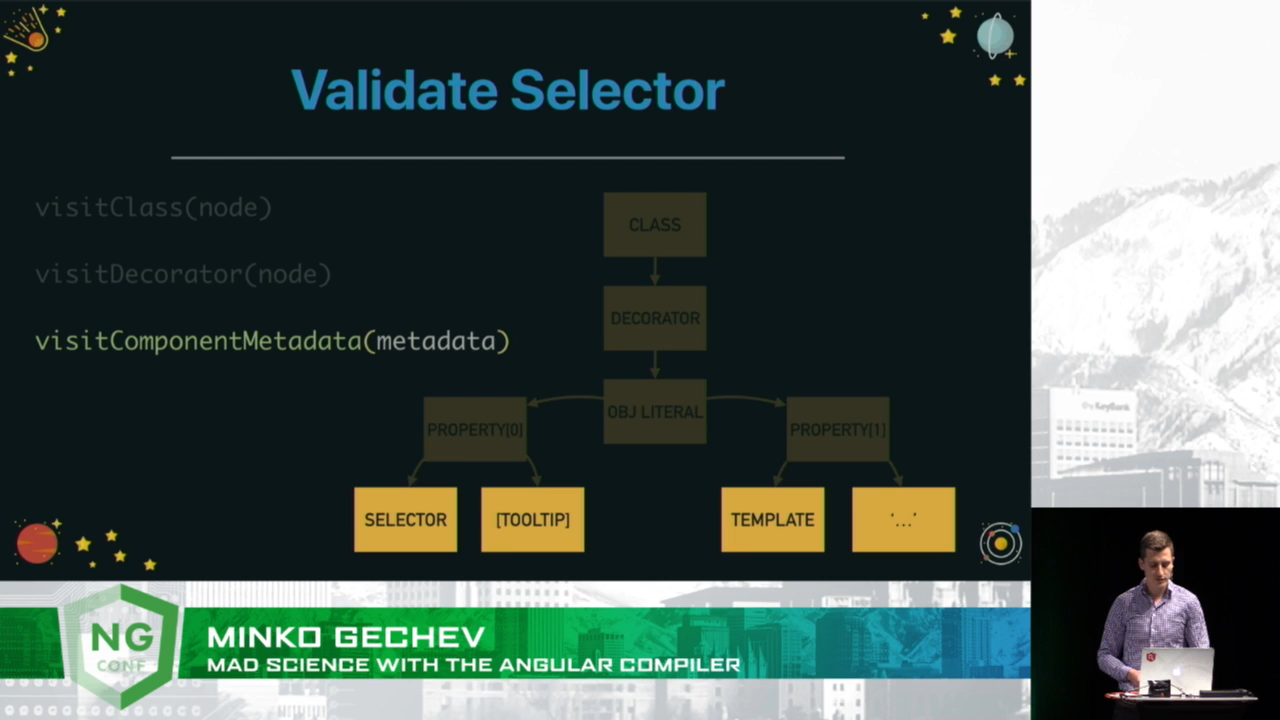 Validate Selector
visitClass(node)
visitDecorator(node)
visitComponentMetadata(metadata)
CLASS
DECORATOR
OBJ LITERAL
PROPERTY[0]
PROPERTY[1]
SELECTOR
[TOOLTIP]
TEMPLATE
‘...’
NG
CONF
MINKO GECHEV
MAD SCIENCE WITH THE ANGULAR COMPILER
KeyBank